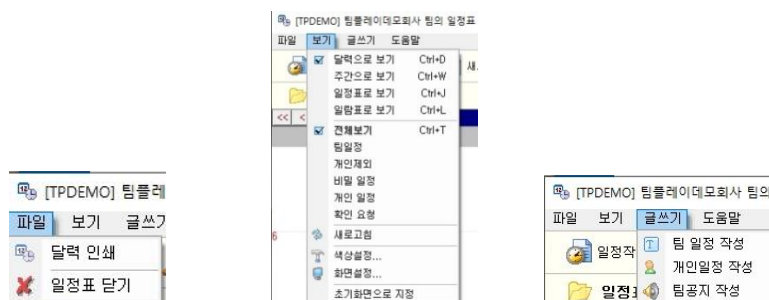 [TPDEMO] 팀플레
파일 보기 글쓰
달력 인쇄
일정표 닫기
[TPDEMO] 팀플레이데모회사 팀의 일정표
파일 보기 글쓰기 도움말
달력으로 보기 Ctrl+D
새.
주간으로 보기 Ctrl+W
일정표로 보기 Ctrl+J
일람표로 보기 Ctrl+L
<< <
전체보기 Ctrl+T
팀일정
개인제외
비밀 일정
개인 일정
확인 요청
6
새로고침
색상설정...
화면설정...
초기화면으로 지정
[TPDEMO] 팀플레이데모회사 팀의
파일 보기 글쓰기 도움말
일정작
팀 일정 작성
개인일정 작성
일정
팀공지 작성